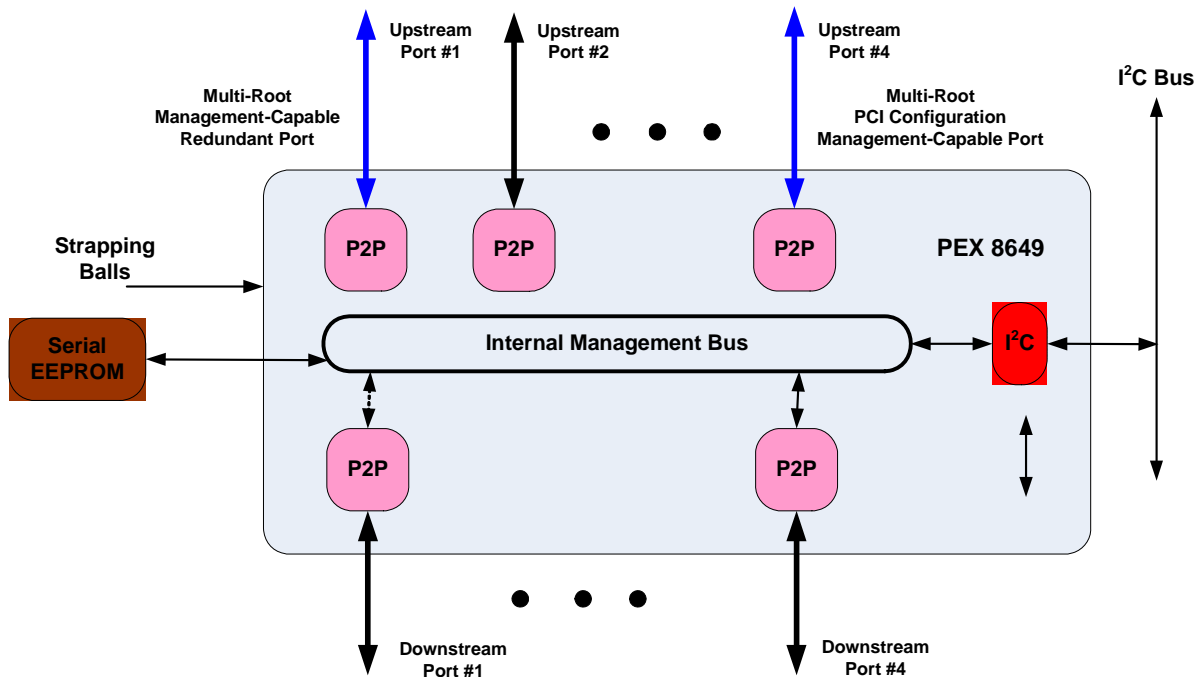 Upstream
Port #1
Upstream
Port #2
Upstream
Port #4
I²C Bus
Multi-Root
Management-Capable
Redundant Port
Multi-Root
PCI Configuration
Management-Capable Port
P2P
P2P
P2P
PEX 8649
Strapping
Balls
Serial
EEPROM
Internal Management Bus
I²C
P2P
P2P
Downstream
Port #1
Downstream
Port #4